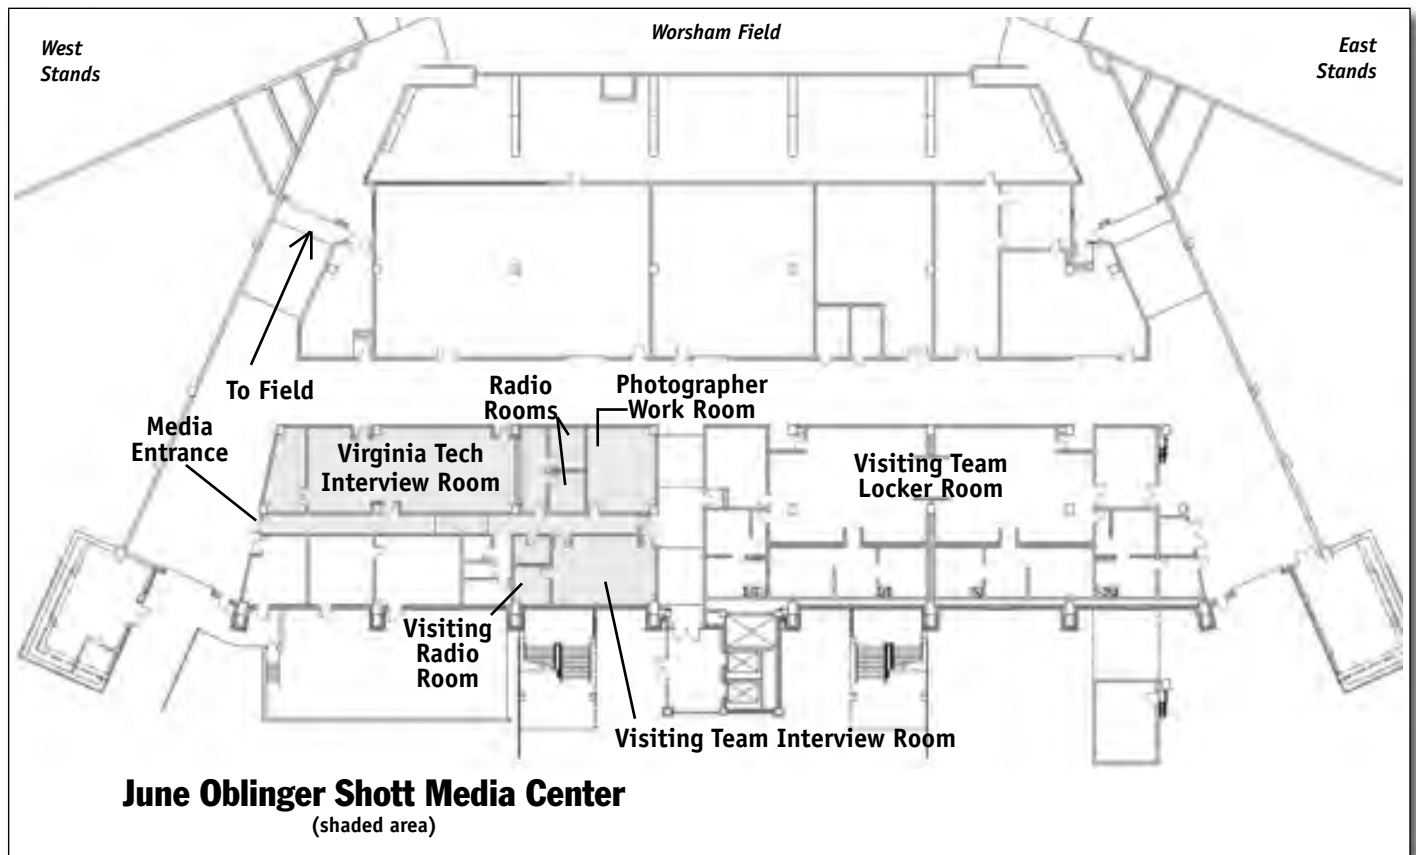 West
Stands
Worsham Field
East
Stands
To Field
Media
Entrance
Radio
Rooms
Photographer
Work Room
Virginia Tech
Interview Room
Visiting Team
Locker Room
Visiting
Radio
Room
Visiting Team Interview Room
June Oblinger Shott Media Center
(shaded area)